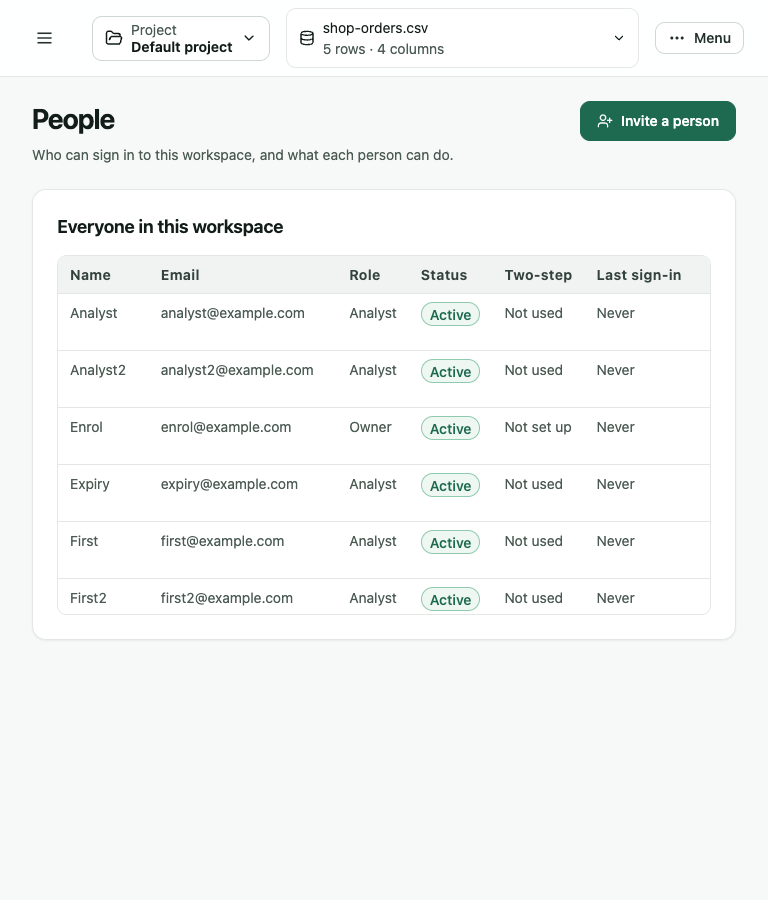 Project
Default project
shop-orders.csv
5 rows · 4 columns
Menu
People
Invite a person
Who can sign in to this workspace, and what each person can do.
Everyone in this workspace
Name Email Role Status Two-step Last sign-in
Analyst analyst@example.com Analyst Active Not used Never
Analyst2 analyst2@example.com Analyst Active Not used Never
Enrol enrol@example.com Owner Active Not set up Never
Expiry expiry@example.com Analyst Active Not used Never
First first@example.com Analyst Active Not used Never
First2 first2@example.com Analyst Active Not used Never